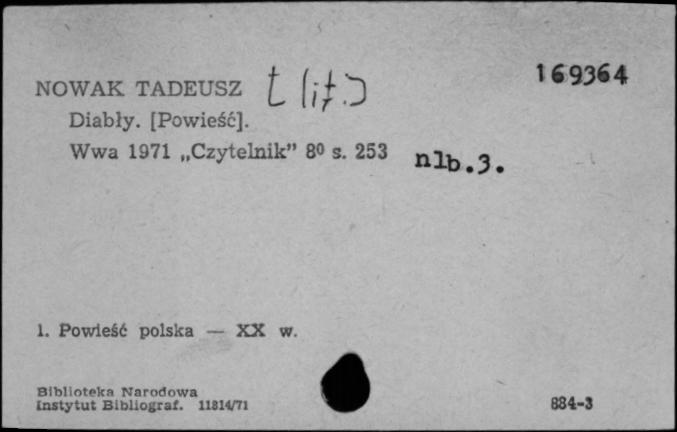 169364
NOWAK TADEUSZ t (lit.)
Diabły. [Powieść].
Wwa 1971 „Czytelnik” 8⁰ s. 253 nlb.3.
1. Powieść polska — XX w.
Biblioteka Narodowa
Instytut Bibliograf. 11814/71
884-3